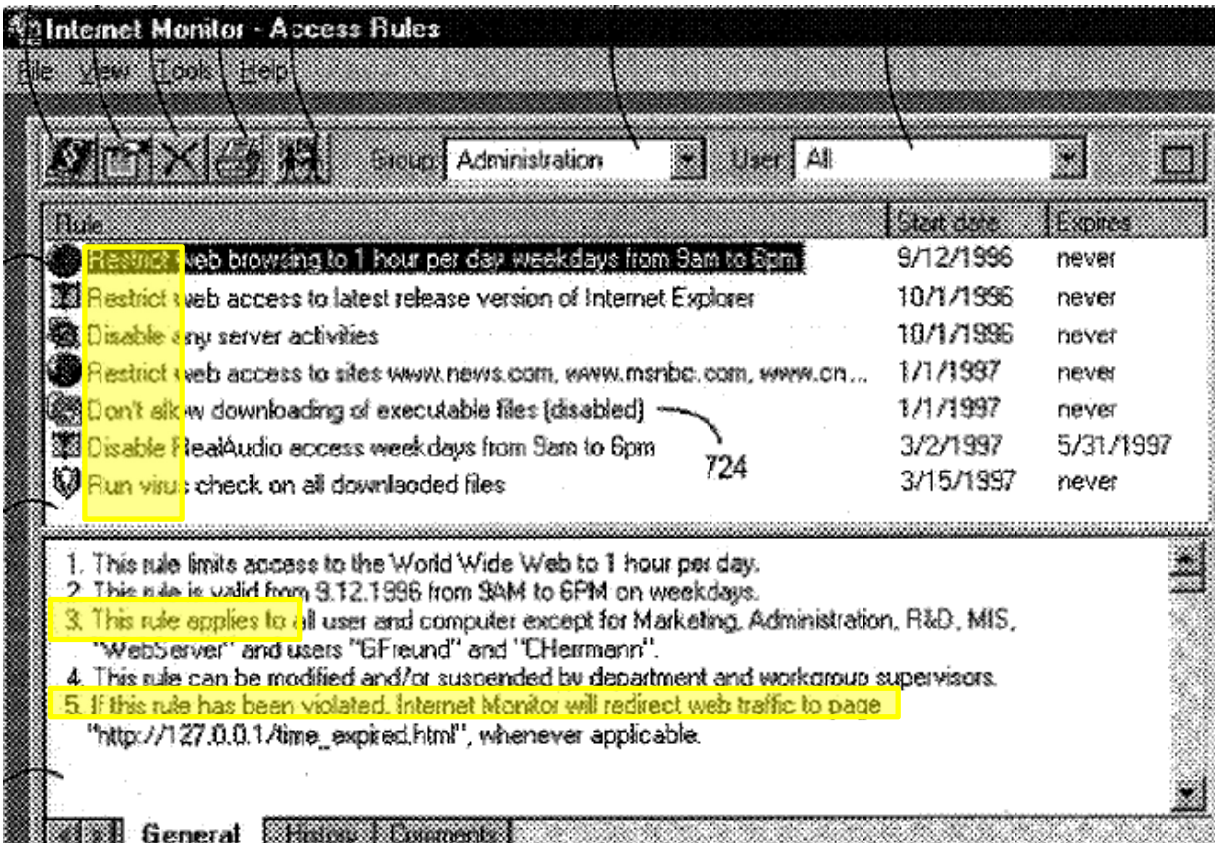 Internet Monitor - Access Rules
File View Tools Help
Group: Administration User: All
Rule Start date Expires
Restrict web browsing to 1 hour per day weekdays from 9am to 6pm 9/12/1996 never
Restrict web access to latest release version of Internet Explorer 10/1/1996 never
Disable any server activities 10/1/1996 never
Restrict web access to sites www.news.com, www.msnbc.com, www.cn... 1/1/1997 never
Don't allow downloading of executable files (disabled) 1/1/1997 never
724
Disable RealAudio access weekdays from 9am to 6pm 3/2/1997 5/31/1997
Run virus check on all downlaoded files 3/15/1997 never
1. This rule limits access to the World Wide Web to 1 hour per day.
2. This rule is valid from 9.12.1996 from 9AM to 6PM on weekdays.
3. This rule applies to all user and computer except for Marketing, Administration, R&D, MIS,
"WebServer" and users "GFreund" and "CHerrmann".
4. This rule can be modified and/or suspended by department and workgroup supervisors.
5. If this rule has been violated. Internet Monitor will redirect web traffic to page
"http://127.0.0.1/time_expired.html", whenever applicable.
General History Comments